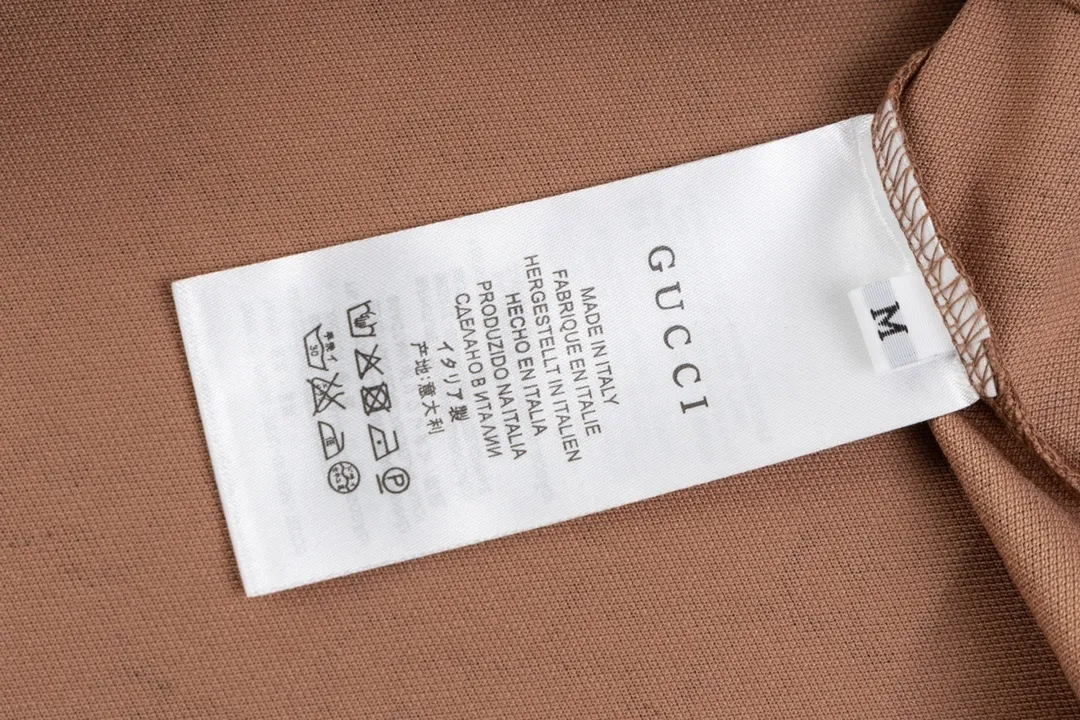 GUCCI
MADE IN ITALY
FABRIQUE EN ITALIE
HERGESTELLT IN ITALIEN
HECHO EN ITALIA
PRODUZIDO NA ITALIA
СДЕЛАНО В ИТАЛИИ
イタリア製
产地:意大利
P
30
M